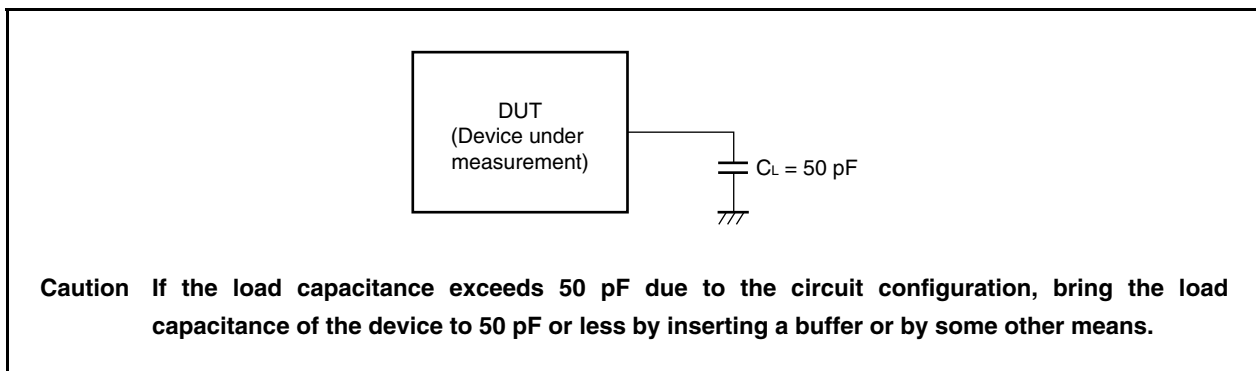 DUT
(Device under
measurement)
CL = 50 pF
Caution If the load capacitance exceeds 50 pF due to the circuit configuration, bring the load
capacitance of the device to 50 pF or less by inserting a buffer or by some other means.